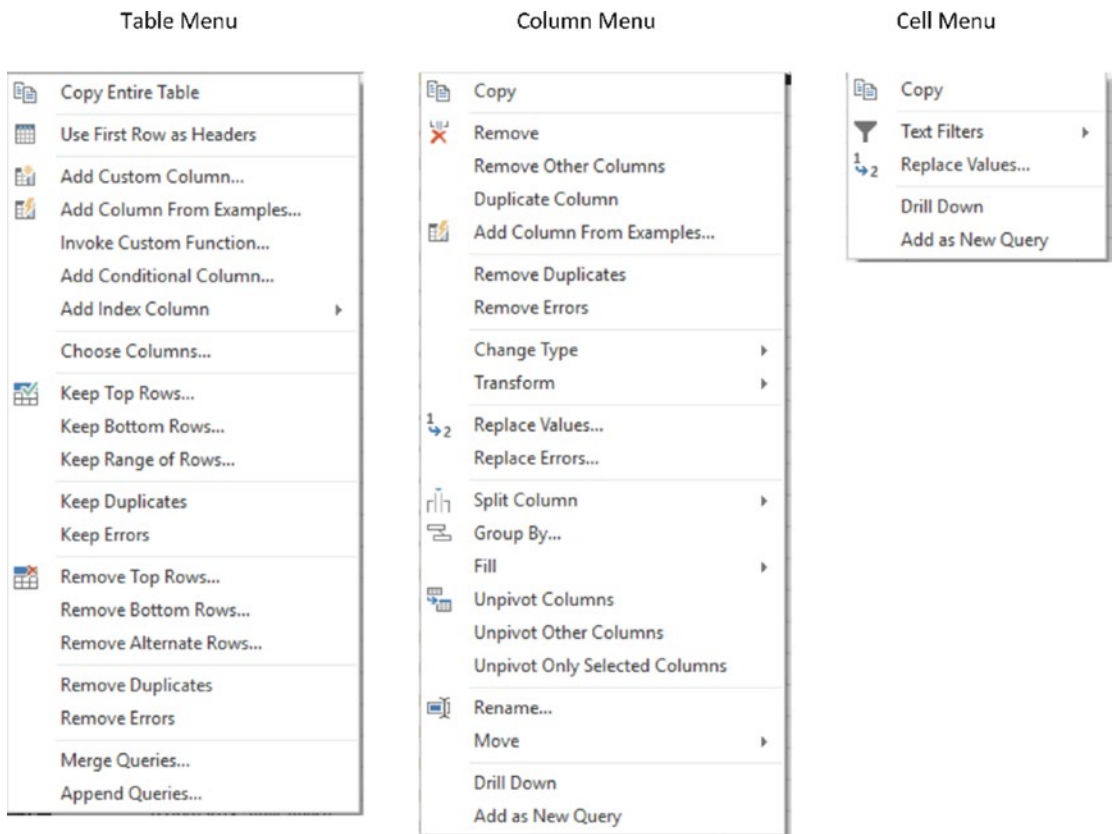 Table Menu
Copy Entire Table
Use First Row as Headers
Add Custom Column...
Add Column From Examples...
Invoke Custom Function...
Add Conditional Column...
Add Index Column
Choose Columns...
Keep Top Rows...
Keep Bottom Rows...
Keep Range of Rows...
Keep Duplicates
Keep Errors
Remove Top Rows...
Remove Bottom Rows...
Remove Alternate Rows...
Remove Duplicates
Remove Errors
Merge Queries...
Append Queries...
Column Menu
Copy
Remove
Remove Other Columns
Duplicate Column
Add Column From Examples...
Remove Duplicates
Remove Errors
Change Type
Transform
1
2
Replace Values...
Replace Errors...
Split Column
Group By...
Fill
Unpivot Columns
Unpivot Other Columns
Unpivot Only Selected Columns
Rename...
Move
Drill Down
Add as New Query
Cell Menu
Copy
Text Filters
1
2
Replace Values...
Drill Down
Add as New Query